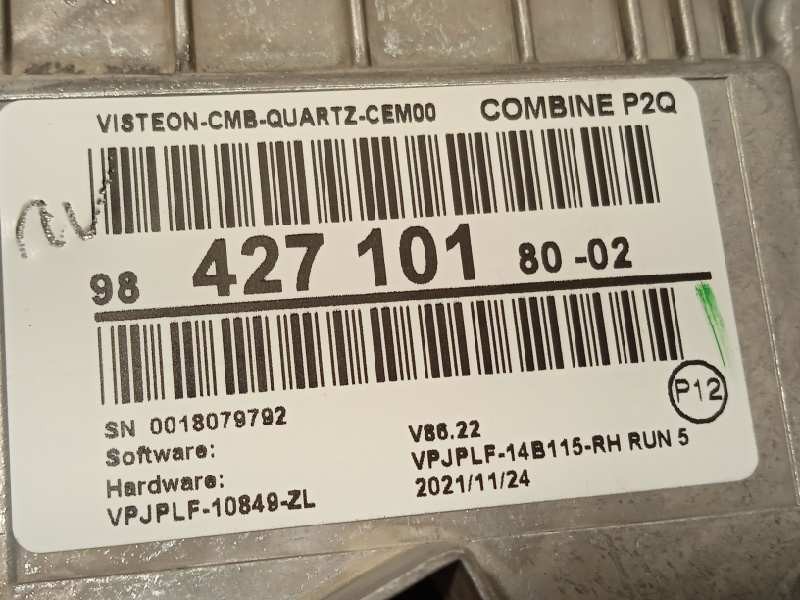 VISTEON-CMB-QUARTZ-CEM00 COMBINE P2Q
98 427 101 80-02
P12
SN 0018079792
Software: V86.22
VPJPLF-14B115-RH RUN 5
Hardware: 2021/11/24
VPJPLF-10849-ZL